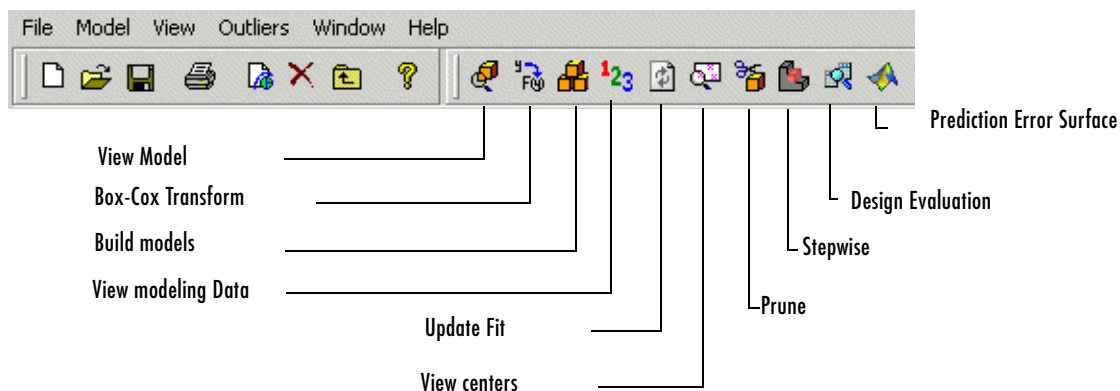 File Model View Outliers Window Help
y
F(y)
123
?
Prediction Error Surface
View Model
Box-Cox Transform
Design Evaluation
Build models
Stepwise
View modeling Data
Prune
Update Fit
View centers